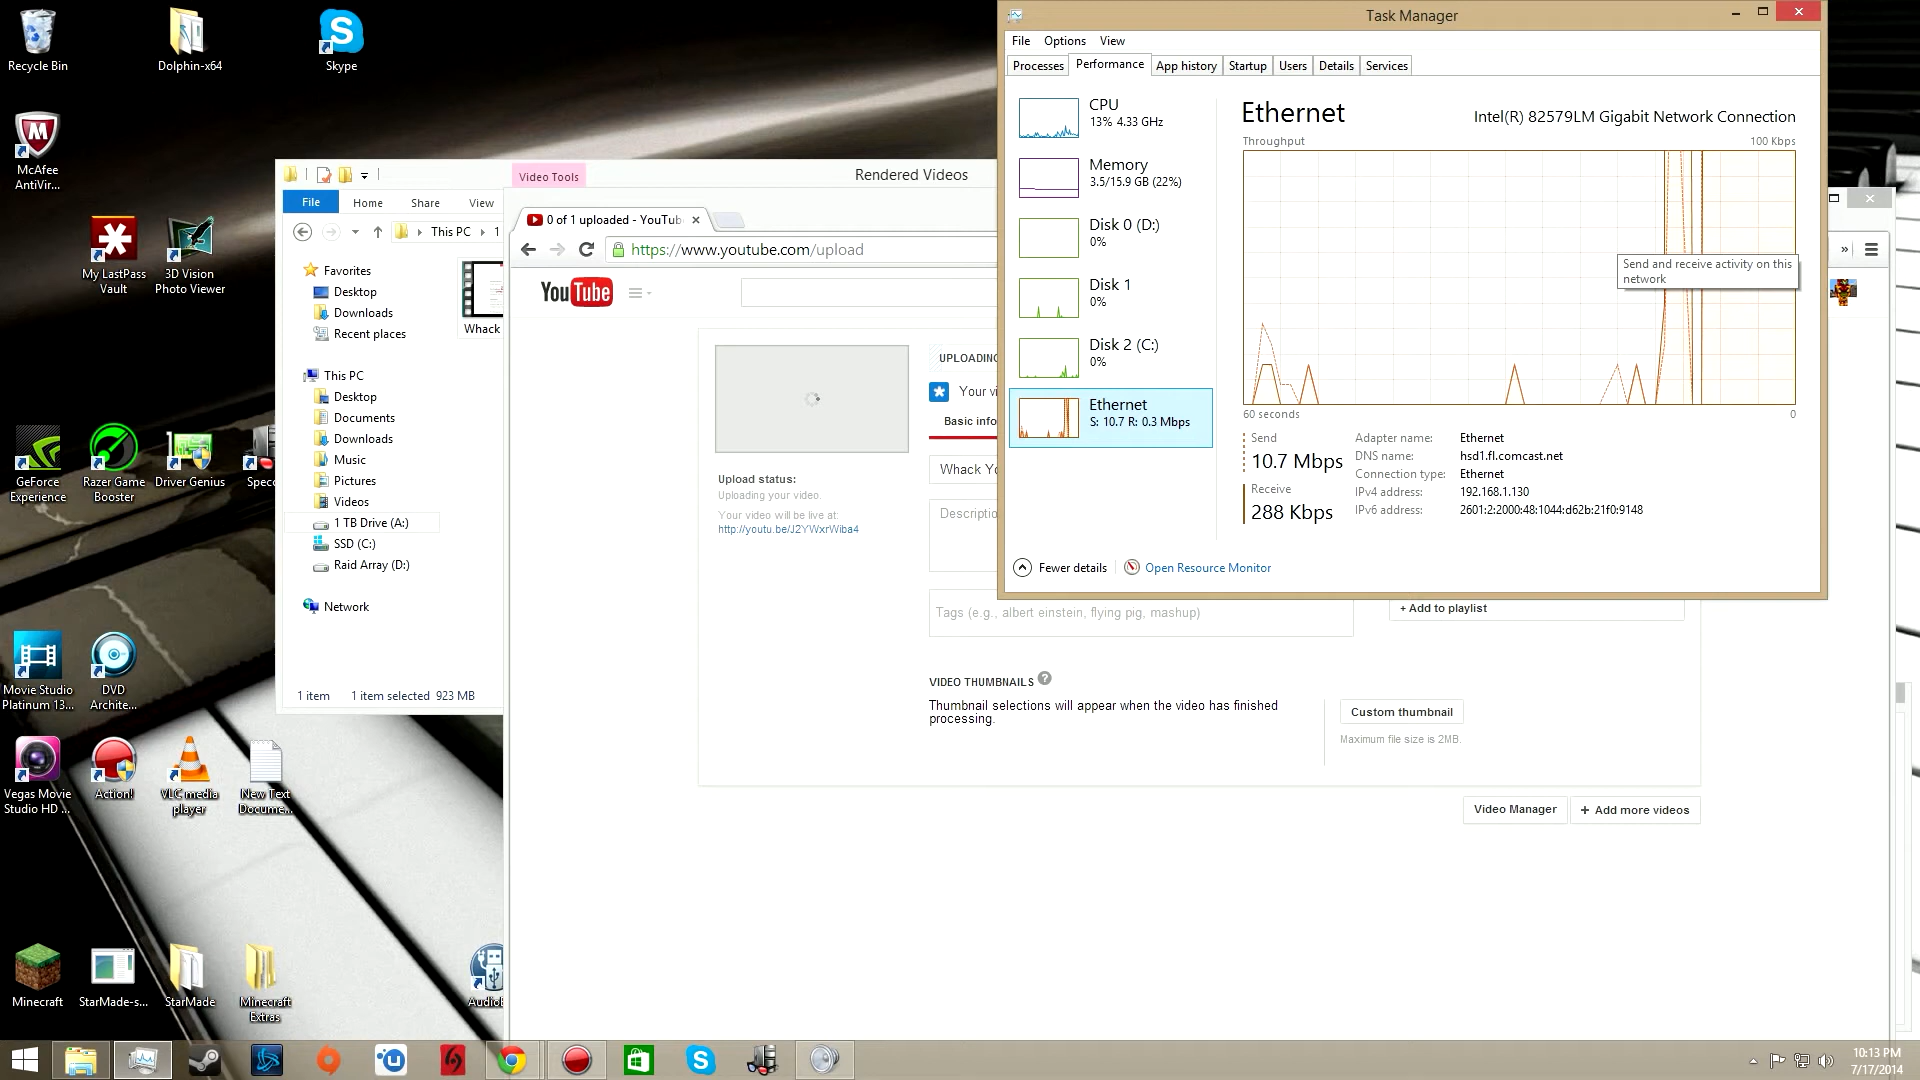 Recycle Bin
Dolphin-x64
Skype
McAfee
AntiVir...
My LastPass
Vault
3D Vision
Photo Viewer
GeForce
Experience
Razer Game
Booster
Driver Genius
Specc
Movie Studio
Platinum 13...
DVD
Archite...
Vegas Movie
Studio HD ...
Action!
VLC media
player
New Text
Docume...
Minecraft
StarMade-s...
StarMade
Minecraft
Extras
Video Tools
Rendered Videos
File
Home
Share
View
This PC
1
Favorites
Desktop
Downloads
Recent places
This PC
Desktop
Documents
Downloads
Music
Pictures
Videos
1 TB Drive (A:)
SSD (C:)
Raid Array (D:)
Network
Whack
1 item
1 item selected 923 MB
0 of 1 uploaded - YouTub
https://www.youtube.com/upload
»
YouTube
UPLOADING
Your vi
Basic info
Whack Yo
Descriptio
Upload status:
Uploading your video.
Your video will be live at:
http://youtu.be/J2YWxrWiba4
Tags (e.g., albert einstein, flying pig, mashup)
+ Add to playlist
VIDEO THUMBNAILS ?
Thumbnail selections will appear when the video has finished
processing.
Custom thumbnail
Maximum file size is 2MB.
Video Manager
+ Add more videos
Task Manager
File Options View
Processes
Performance
App history
Startup
Users
Details
Services
CPU
13% 4.33 GHz
Memory
3.5/15.9 GB (22%)
Disk 0 (D:)
0%
Disk 1
0%
Disk 2 (C:)
0%
Ethernet
S: 10.7 R: 0.3 Mbps
Ethernet
Intel(R) 82579LM Gigabit Network Connection
Throughput
100 Kbps
Send and receive activity on this
network
60 seconds
0
Send
10.7 Mbps
Receive
288 Kbps
Adapter name: Ethernet
DNS name: hsd1.fl.comcast.net
Connection type: Ethernet
IPv4 address: 192.168.1.130
IPv6 address: 2601:2:2000:48:1044:d62b:21f0:9148
Fewer details
Open Resource Monitor
10:13 PM
7/17/2014